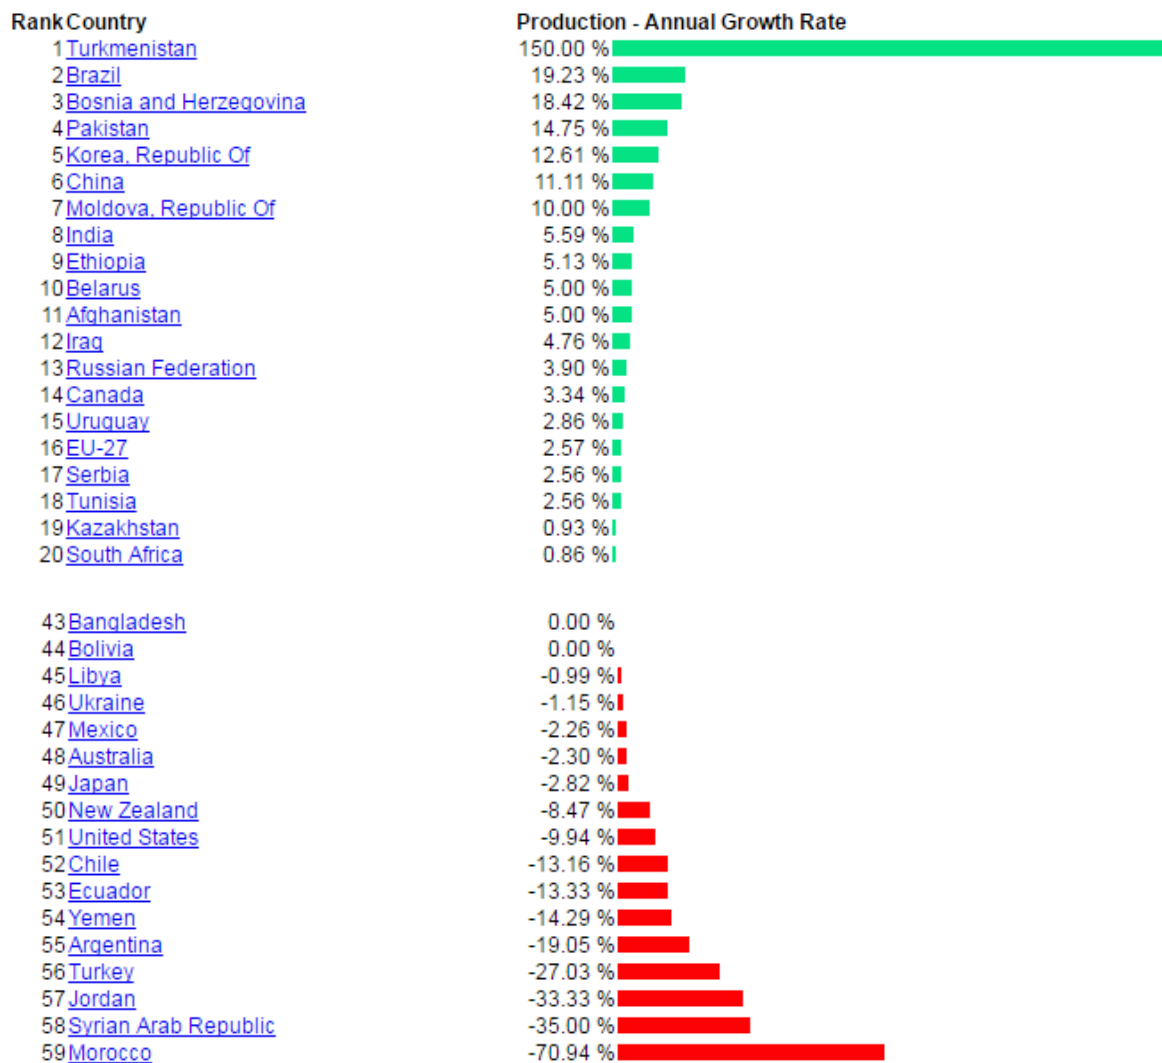 Rank Country Production - Annual Growth Rate
1 Turkmenistan 150.00 %
2 Brazil 19.23 %
3 Bosnia and Herzegovina 18.42 %
4 Pakistan 14.75 %
5 Korea, Republic Of 12.61 %
6 China 11.11 %
7 Moldova, Republic Of 10.00 %
8 India 5.59 %
9 Ethiopia 5.13 %
10 Belarus 5.00 %
11 Afghanistan 5.00 %
12 Iraq 4.76 %
13 Russian Federation 3.90 %
14 Canada 3.34 %
15 Uruguay 2.86 %
16 EU-27 2.57 %
17 Serbia 2.56 %
18 Tunisia 2.56 %
19 Kazakhstan 0.93 %
20 South Africa 0.86 %
43 Bangladesh 0.00 %
44 Bolivia 0.00 %
45 Libya -0.99 %
46 Ukraine -1.15 %
47 Mexico -2.26 %
48 Australia -2.30 %
49 Japan -2.82 %
50 New Zealand -8.47 %
51 United States -9.94 %
52 Chile -13.16 %
53 Ecuador -13.33 %
54 Yemen -14.29 %
55 Argentina -19.05 %
56 Turkey -27.03 %
57 Jordan -33.33 %
58 Syrian Arab Republic -35.00 %
59 Morocco -70.94 %